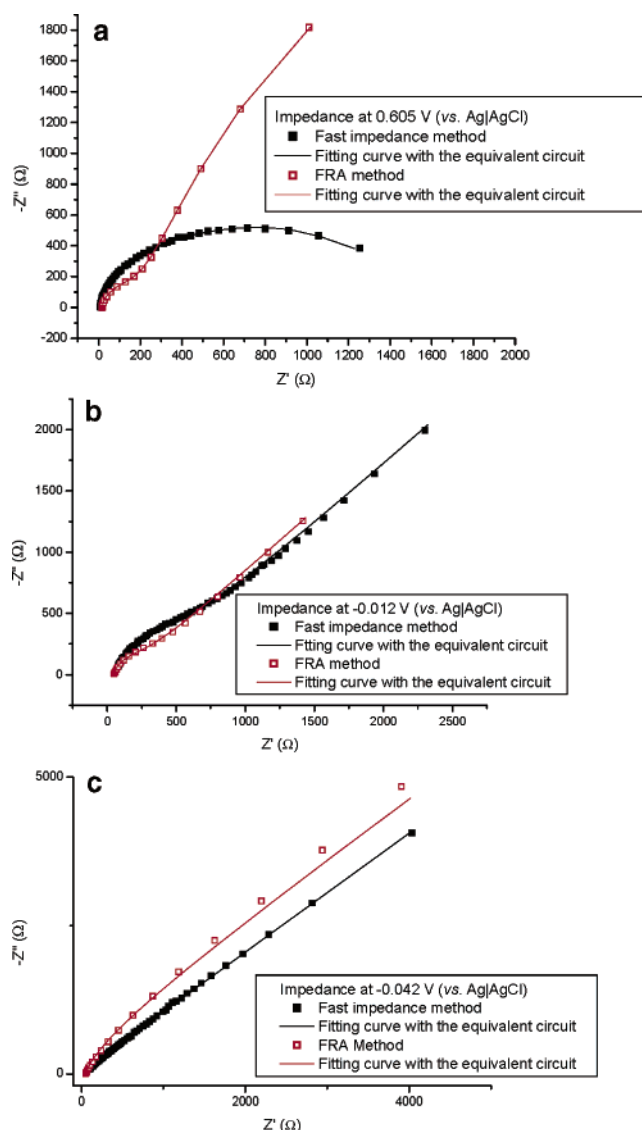 a
1800
1600
1400
1200
1000
800
600
400
200
0
-200
-Z'' (Ω)
Impedance at 0.605 V (vs. Ag|AgCl)
Fast impedance method
Fitting curve with the equivalent circuit
FRA method
Fitting curve with the equivalent circuit
0 200 400 600 800 1000 1200 1400 1600 1800 2000
Z' (Ω)
b
2000
1500
1000
500
0
-Z'' (Ω)
Impedance at -0.012 V (vs. Ag|AgCl)
Fast impedance method
Fitting curve with the equivalent circuit
FRA method
Fitting curve with the equivalent circuit
0 500 1000 1500 2000 2500
Z' (Ω)
c
5000
0
-Z'' (Ω)
Impedance at -0.042 V (vs. Ag|AgCl)
Fast impedance method
Fitting curve with the equivalent circuit
FRA Method
Fitting curve with the equivalent circuit
0 2000 4000
Z' (Ω)